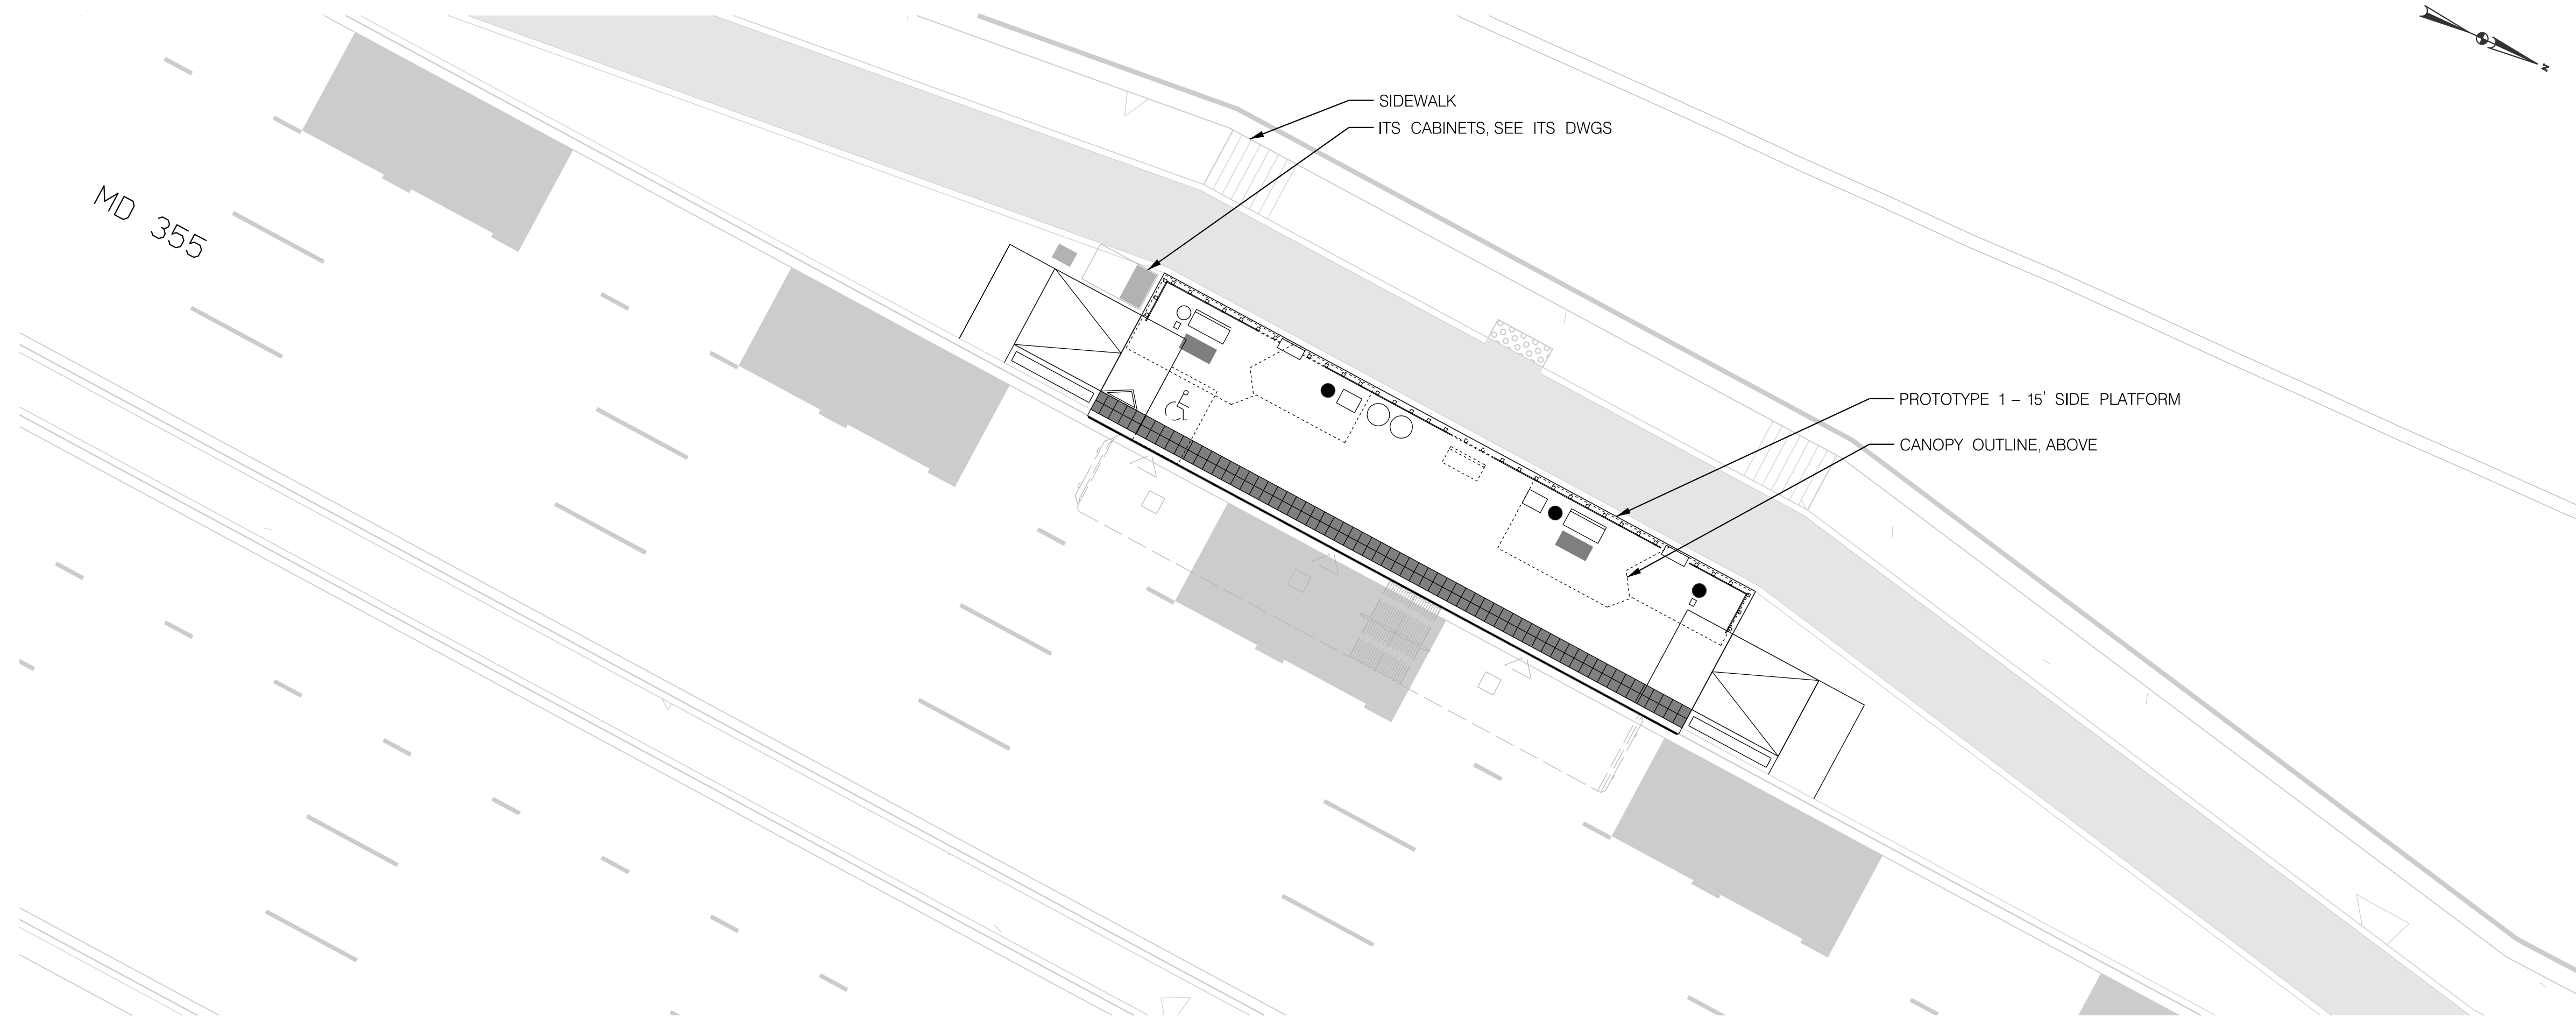 N
SIDEWALK
ITS CABINETS, SEE ITS DWGS
MD 355
PROTOTYPE 1 – 15' SIDE PLATFORM
CANOPY OUTLINE, ABOVE